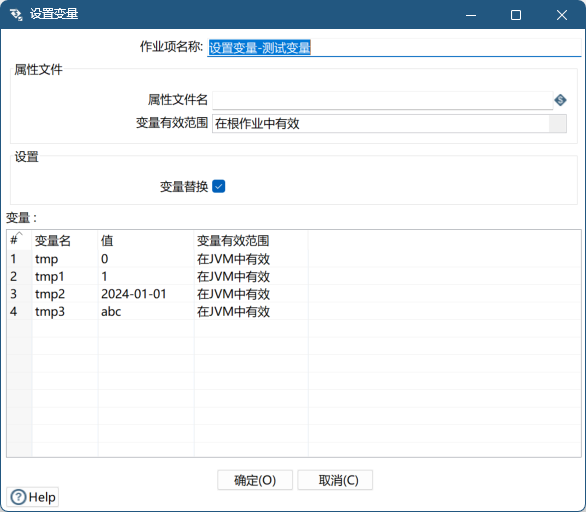 设置变量
作业项名称: 设置变量-测试变量
属性文件
属性文件名
变量有效范围 在根作业中有效
设置
变量替换
变量 :
# 变量名 值 变量有效范围
1 tmp 0 在JVM中有效
2 tmp1 1 在JVM中有效
3 tmp2 2024-01-01 在JVM中有效
4 tmp3 abc 在JVM中有效
确定(O) 取消(C)
Help